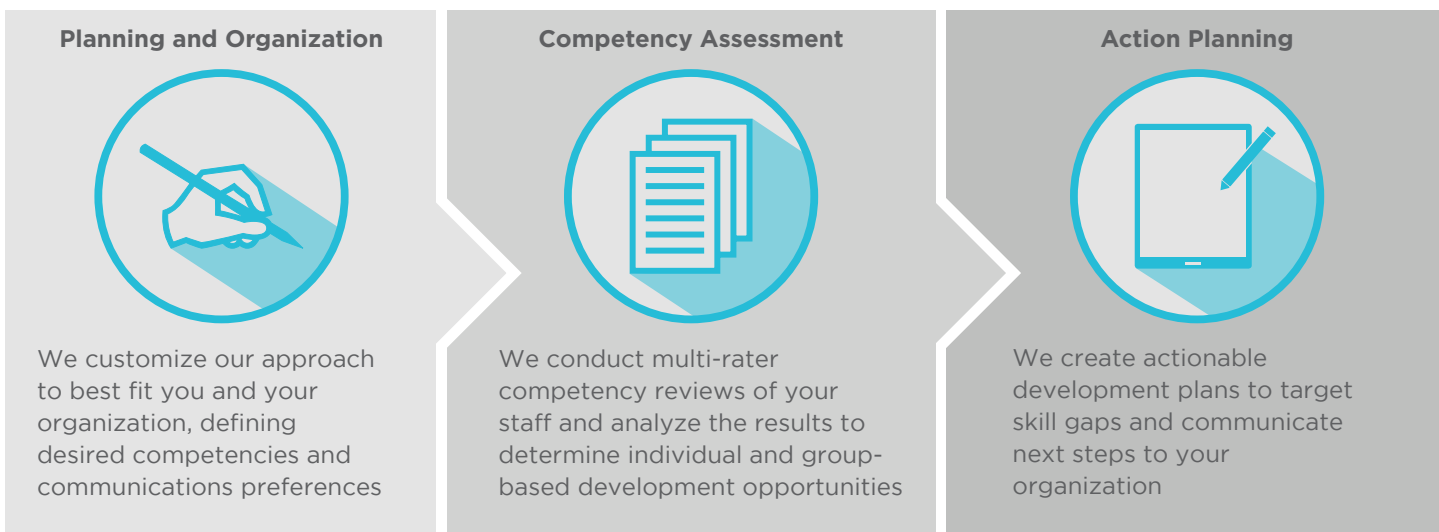 Planning and Organization
We customize our approach
to best fit you and your
organization, defining
desired competencies and
communications preferences
Competency Assessment
We conduct multi-rater
competency reviews of your
staff and analyze the results to
determine individual and group-
based development opportunities
Action Planning
We create actionable
development plans to target
skill gaps and communicate
next steps to your
organization